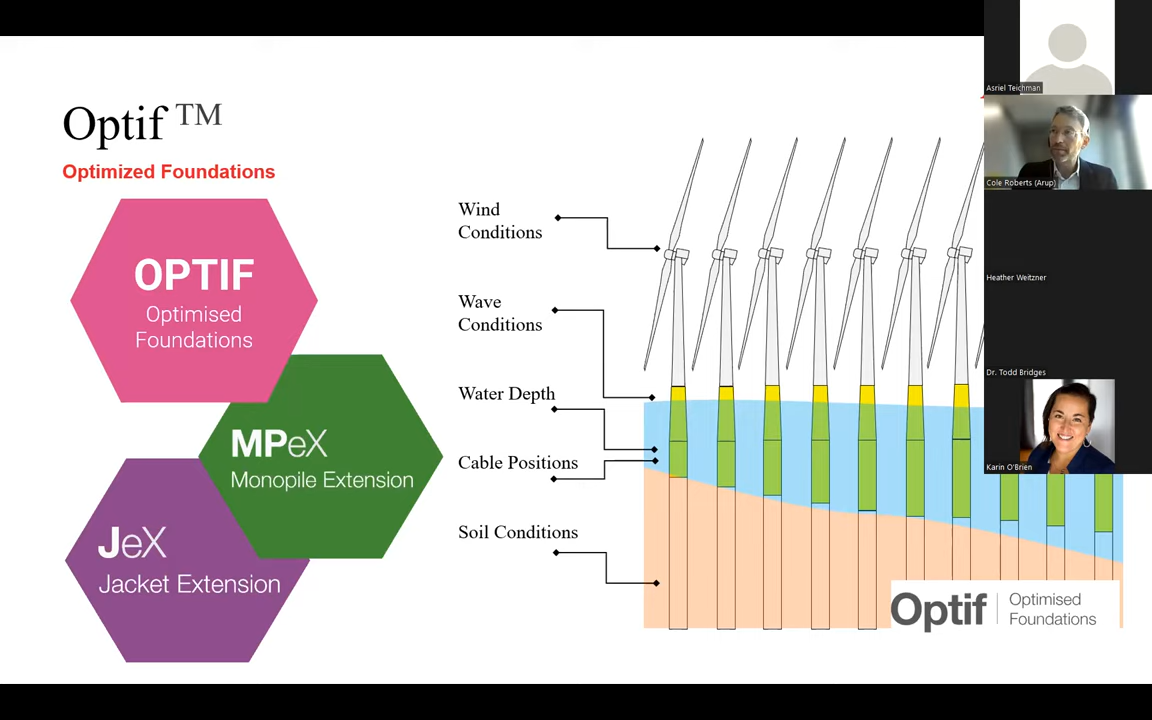 Optif ™
Optimized Foundations
OPTIF
Optimised
Foundations
MPeX
Monopile Extension
JeX
Jacket Extension
Wind
Conditions
Wave
Conditions
Water Depth
Cable Positions
Soil Conditions
Optif
Optimised
Foundations
Asriel Teichman
Cole Roberts (Arup)
Heather Weitzner
Dr. Todd Bridges
Karin O'Brien